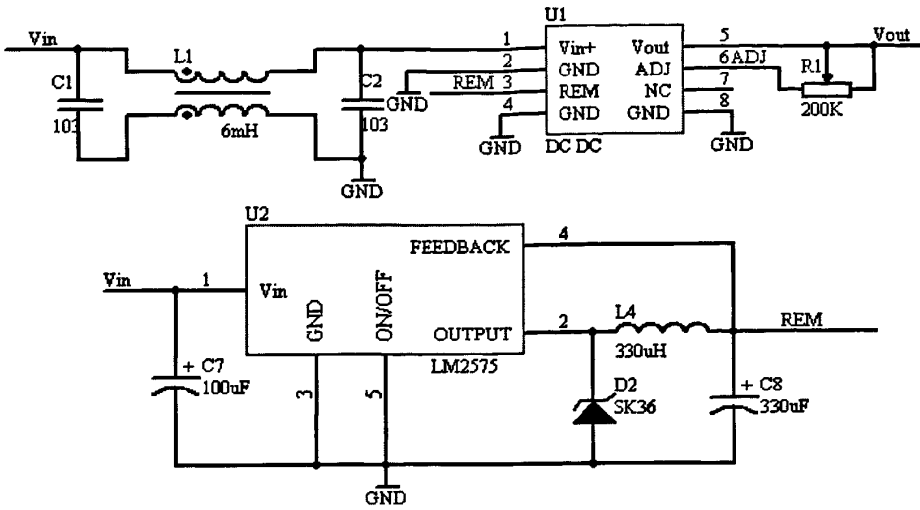 U1
Vin
L1
C1
103
6mH
C2
103
GND
GND
REM
1
2
3
4
GND
Vin+
GND
REM
GND
Vout
ADJ
NC
GND
DC DC
5
6 ADJ
7
8
GND
Vout
R1
200K
U2
Vin
1
Vin
GND
ON/OFF
FEEDBACK
OUTPUT
LM2575
4
2
3
5
+ C7
100uF
GND
L4
330uH
REM
D2
SK36
+ C8
330uF